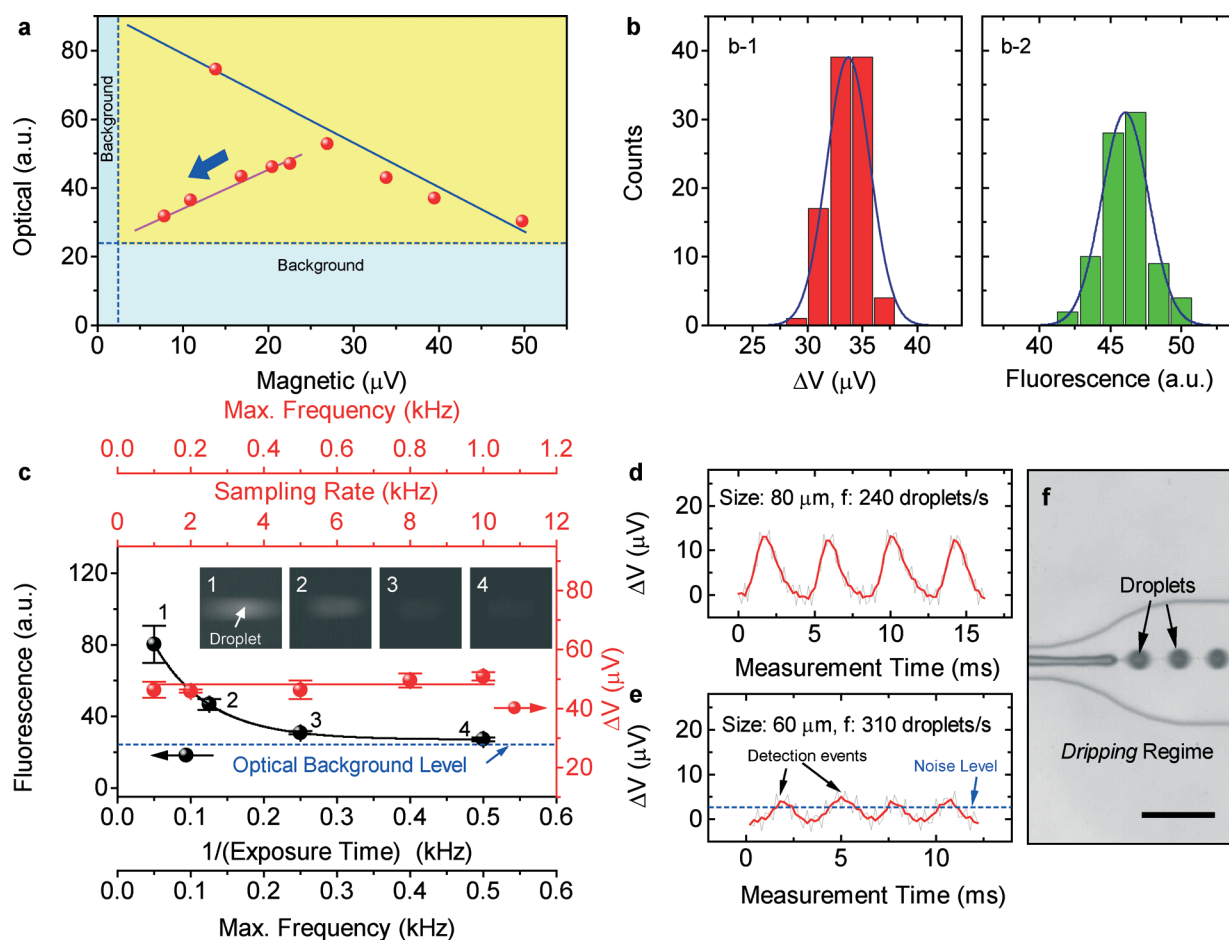 a
80
60
40
20
0
Optical (a.u.)
Background
Background
0 10 20 30 40 50
Magnetic (μV)
b
b-1
b-2
40
30
20
10
0
Counts
25 30 35 40
ΔV (μV)
40 45 50
Fluorescence (a.u.)
Max. Frequency (kHz)
0.0 0.2 0.4 0.6 0.8 1.0 1.2
c
Sampling Rate (kHz)
0 2 4 6 8 10 12
120
80
40
0
Fluorescence (a.u.)
80
60
40
20
ΔV (μV)
1 2 3 4
Droplet
1
2
3
4
Optical Background Level
0.0 0.1 0.2 0.3 0.4 0.5 0.6
1/(Exposure Time) (kHz)
0.0 0.1 0.2 0.3 0.4 0.5 0.6
Max. Frequency (kHz)
d
Size: 80 μm, f: 240 droplets/s
20
10
0
ΔV (μV)
0 5 10 15
Measurement Time (ms)
e
Size: 60 μm, f: 310 droplets/s
Detection events
Noise Level
20
10
0
ΔV (μV)
0 5 10
Measurement Time (ms)
f
Droplets
Dripping Regime